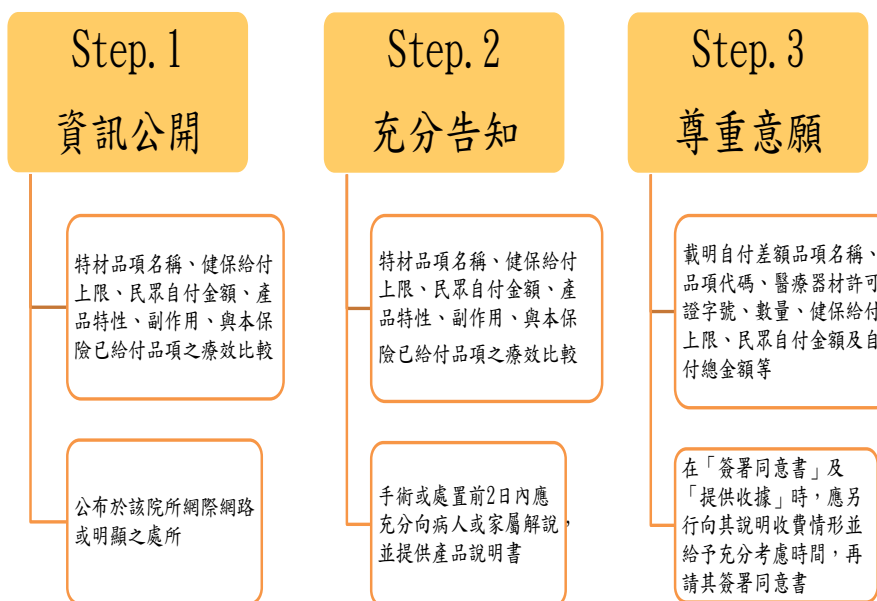 Step.1
資訊公開
特材品項名稱、健保給付
上限、民眾自付金額、產
品特性、副作用、與本保
險已給付品項之療效比較
公布於該院所網際網路
或明顯之處所
Step.2
充分告知
特材品項名稱、健保給付
上限、民眾自付金額、產
品特性、副作用、與本保
險已給付品項之療效比較
手術或處置前2日內應
充分向病人或家屬解說，
並提供產品說明書
Step.3
尊重意願
載明自付差額品項名稱、
品項代碼、醫療器材許可
證字號、數量、健保給付
上限、民眾自付金額及自
付總金額等
在「簽署同意書」及
「提供收據」時，應另
行向其說明收費情形並
給予充分考慮時間，再
請其簽署同意書